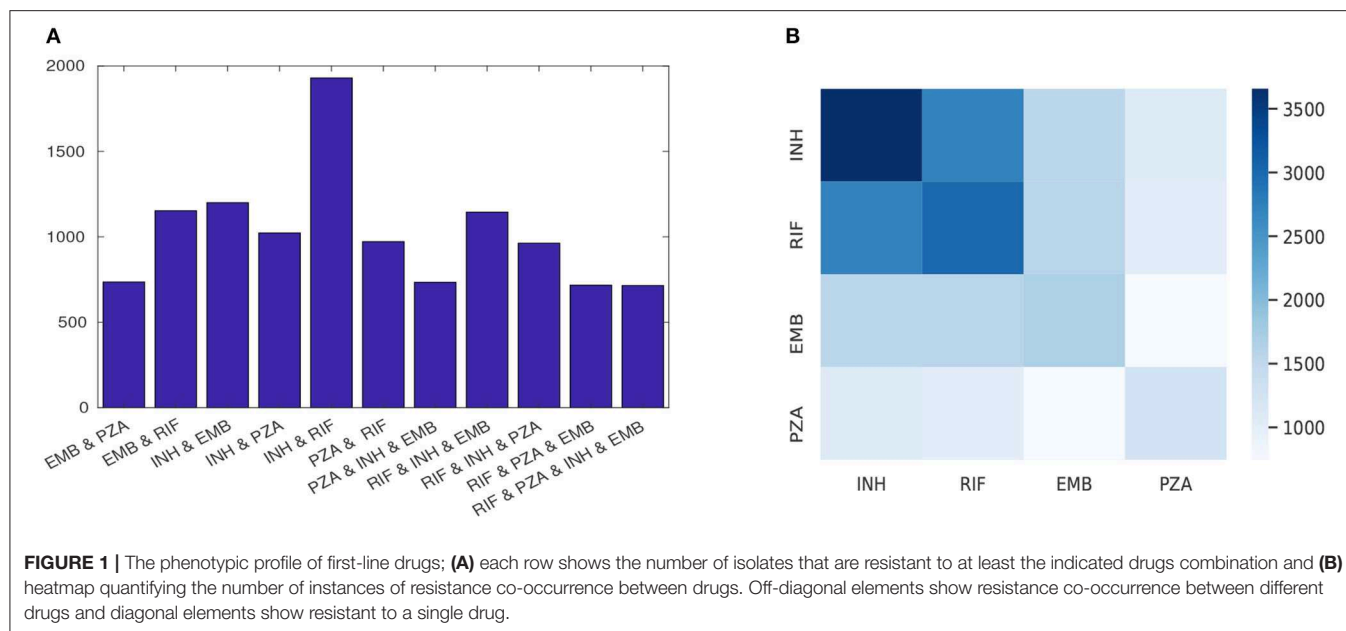 A
2000
1500
1000
500
0
EMB & PZA
EMB & RIF
INH & EMB
INH & PZA
INH & RIF
PZA & RIF
PZA & INH & EMB
RIF & INH & EMB
RIF & INH & PZA
RIF & PZA & EMB
RIF & PZA & INH & EMB
B
INH
RIF
EMB
PZA
INH RIF EMB PZA
3500
3000
2500
2000
1500
1000
FIGURE 1 | The phenotypic profile of first-line drugs; (A) each row shows the number of isolates that are resistant to at least the indicated drugs combination and (B)
heatmap quantifying the number of instances of resistance co-occurrence between drugs. Off-diagonal elements show resistance co-occurrence between different
drugs and diagonal elements show resistant to a single drug.